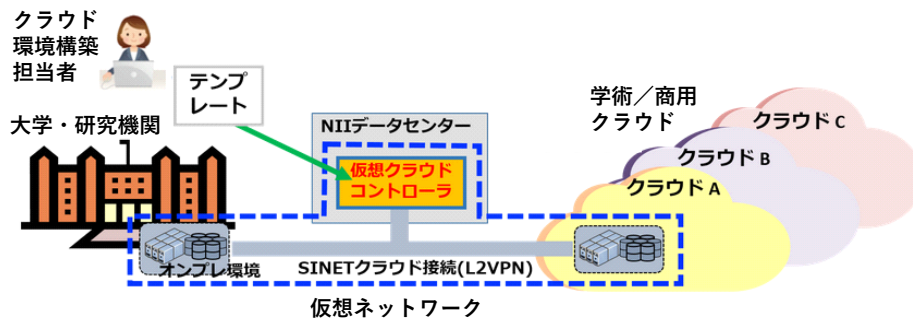 クラウド
環境構築
担当者
テンプ
レート
大学・研究機関
NIIデータセンター
仮想クラウド
コントローラ
学術／商用
クラウド
クラウド C
クラウド B
クラウド A
オンプレ環境
SINETクラウド接続(L2VPN)
仮想ネットワーク